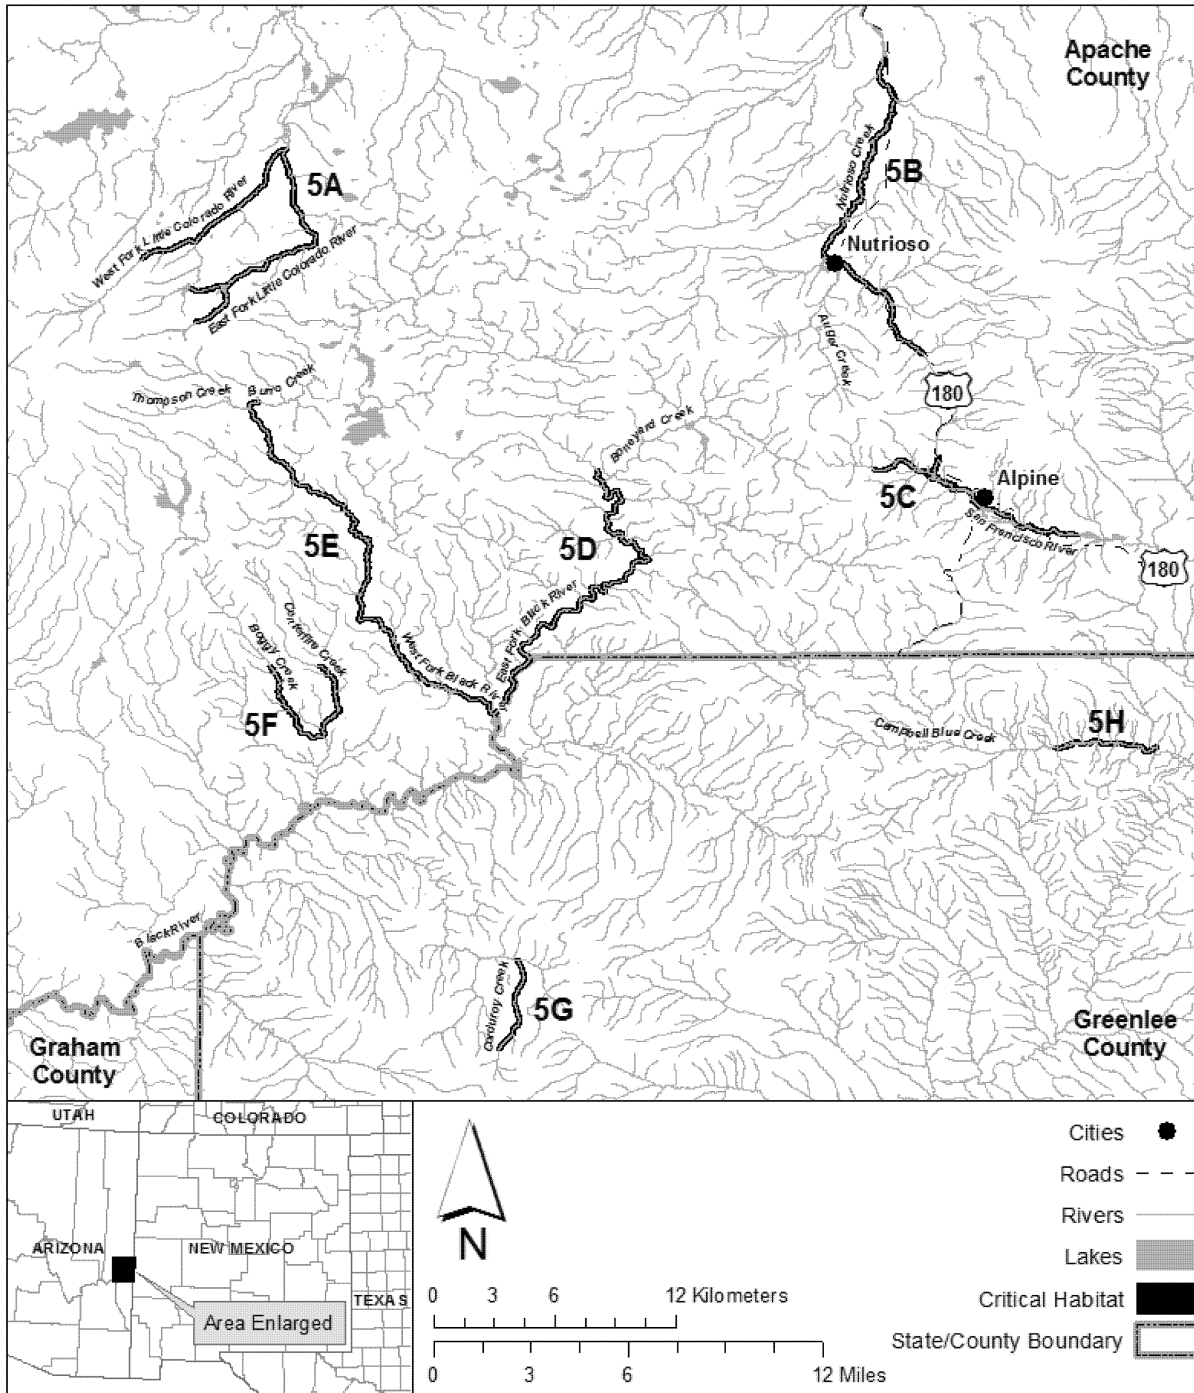 Apache
County
5A
5B
Nutrioso Creek
West Fork Little Colorado River
Nutrioso
East Fork Little Colorado River
Auger Creek
Thompson Creek
Burro Creek
180
Boneyard Creek
Alpine
5C
San Francisco River
5E
5D
180
Conferfire Creek
Boggy Creek
East Fork Black River
West Fork Black River
5F
Campbell Blue Creek
5H
Black River
Corduroy Creek
5G
Graham
County
Greenlee
County
UTAH
COLORADO
ARIZONA
NEW MEXICO
TEXAS
Area Enlarged
N
0 3 6 12 Kilometers
0 3 6 12 Miles
Cities
Roads
Rivers
Lakes
Critical Habitat
State/County Boundary